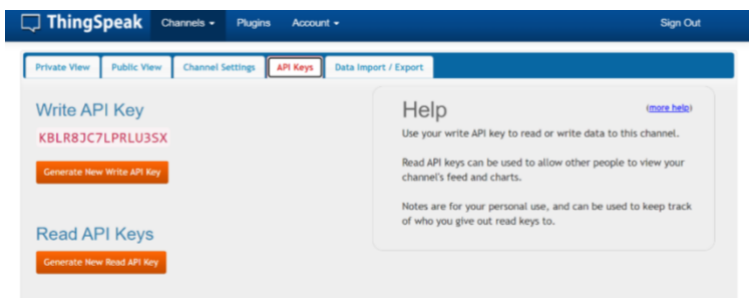 ThingSpeak Channels Plugins Account Sign Out
Private View Public View Channel Settings API Keys Data Import / Export
Write API Key
KBLR8JC7LPRLU3SX
Generate New Write API Key
Read API Keys
Generate New Read API Key
Help (more help)
Use your write API key to read or write data to this channel.
Read API keys can be used to allow other people to view your
channel's feed and charts.
Notes are for your personal use, and can be used to keep track
of who you give out read keys to.